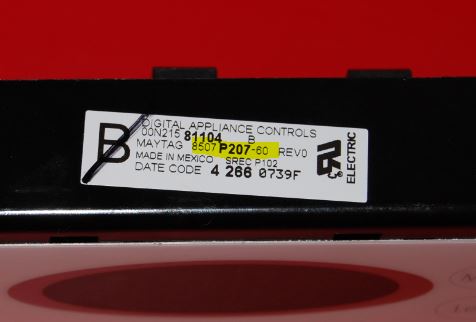 B
DIGITAL APPLIANCE CONTROLS
00N215 81104 B
MAYTAG 8507P207-60 REV0
MADE IN MEXICO SREC P102
DATE CODE 4 266 0739F
ELECTRIC